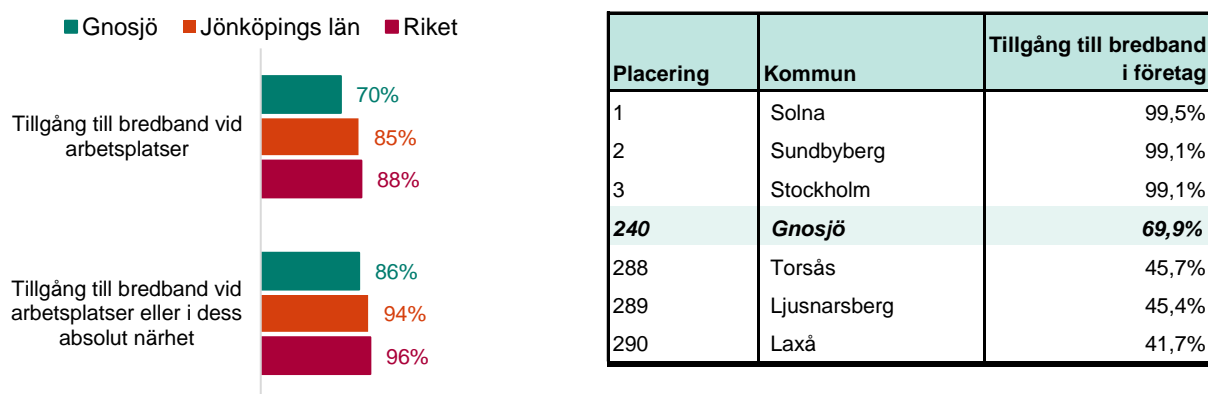 Gnosjö Jönköpings län Riket
Tillgång till bredband vid
arbetsplatser
70%
85%
88%
Tillgång till bredband vid
arbetsplatser eller i dess
absolut närhet
86%
94%
96%
Placering Kommun Tillgång till bredband
i företag
1 Solna 99,5%
2 Sundbyberg 99,1%
3 Stockholm 99,1%
240 Gnosjö 69,9%
288 Torsås 45,7%
289 Ljusnarsberg 45,4%
290 Laxå 41,7%